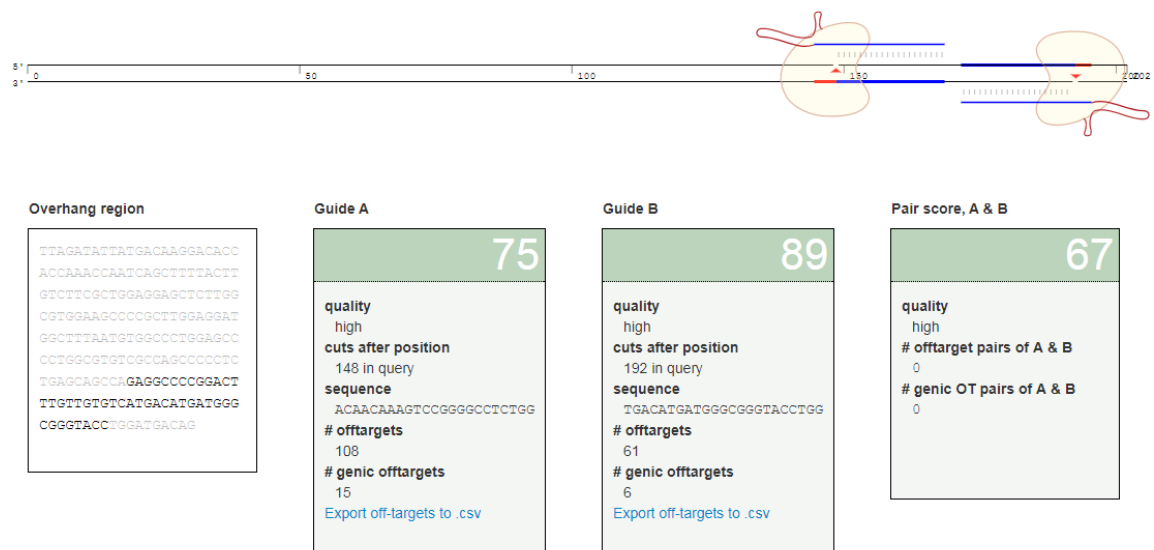 5'
3'
0
50
100
150
Overhang region
TTAGATATTATGACAAGGACACC
ACCAAACCAATCAGCTTTTACTT
GTCTTCGCTGGAGGAGCTCTTGG
CGTGGAAGCCCCGCTTGGAGGAT
GGCTTTAATGTGGCCCTGGAGCC
CCTGGCGTGTCGCCAGCCCCCTC
TGAGCAGCCAGAGGCCCCGGACT
TTGTTGTGTCATGACATGATGGG
CGGGTACCTGGATGACAG
Guide A
75
quality
high
cuts after position
148 in query
sequence
ACAACAAAGTCCGGGGCCTCTGG
# offtargets
108
# genic offtargets
15
Export off-targets to .csv
Guide B
89
quality
high
cuts after position
192 in query
sequence
TGACATGATGGGCGGGTACCTGG
# offtargets
61
# genic offtargets
6
Export off-targets to .csv
Pair score, A & B
67
quality
high
# offtarget pairs of A & B
0
# genic OT pairs of A & B
0